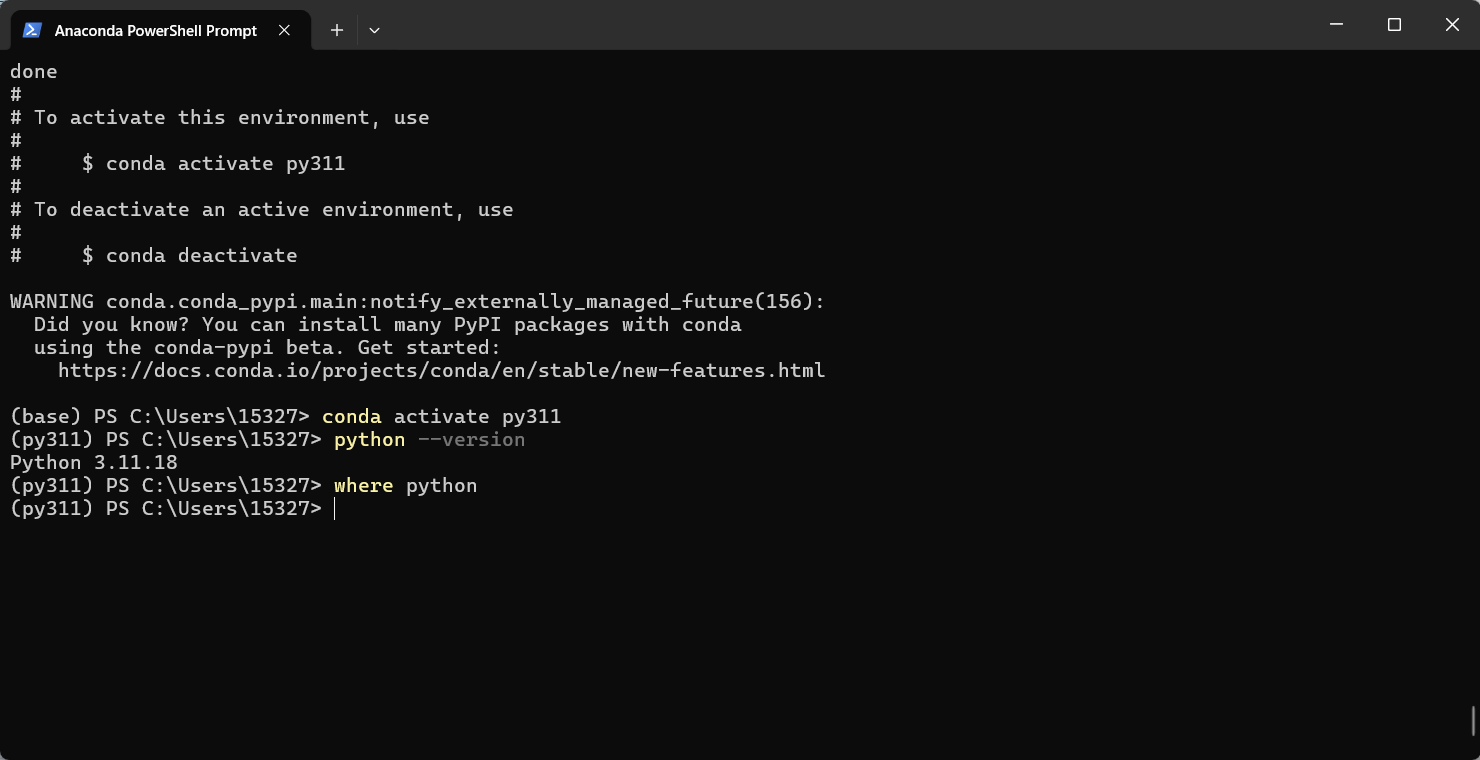 Anaconda PowerShell Prompt
done
#
# To activate this environment, use
#
#     $ conda activate py311
#
# To deactivate an active environment, use
#
#     $ conda deactivate
WARNING conda.conda_pypi.main:notify_externally_managed_future(156):
  Did you know? You can install many PyPI packages with conda
  using the conda-pypi beta. Get started:
    https://docs.conda.io/projects/conda/en/stable/new-features.html
(base) PS C:\Users\15327> conda activate py311
(py311) PS C:\Users\15327> python --version
Python 3.11.18
(py311) PS C:\Users\15327> where python
(py311) PS C:\Users\15327>